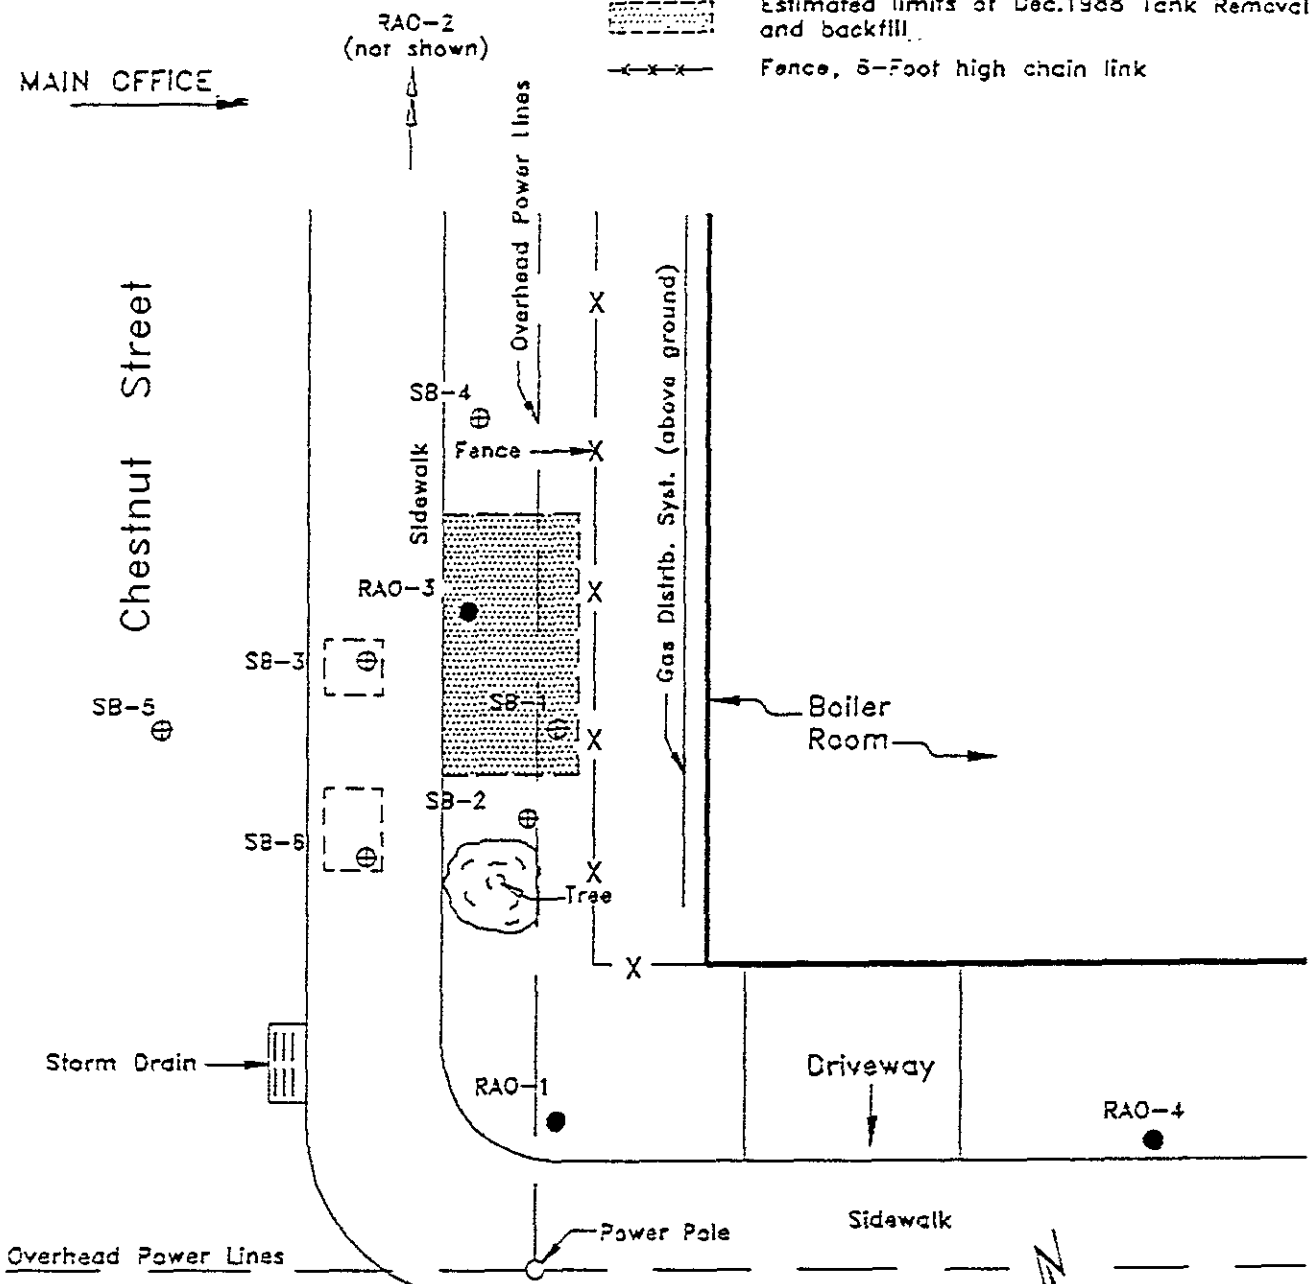 Estimated limits of Dec.1988 Tank Removal
and backfill
RAO-2
(not shown)
Fence, 6-Foot high chain link
MAIN OFFICE
Overhead Power Lines
Chestnut Street
Gas Distrib. Syst. (above ground)
SB-4
Sidewalk
Fence
X
X
X
X
X
X
RAO-3
SB-3
SB-5
SB-1
Boiler
Room
SB-2
SB-6
Tree
Storm Drain
RAO-1
Driveway
RAO-4
Power Pole
Sidewalk
Overhead Power Lines
N